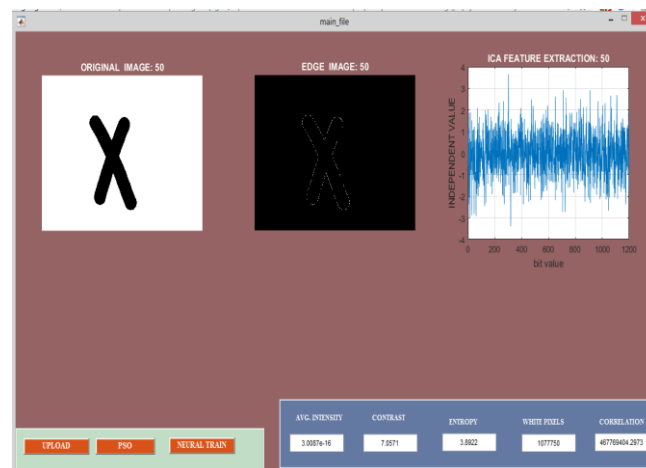 main_file
ORIGINAL IMAGE: 50
EDGE IMAGE: 50
ICA FEATURE EXTRACTION: 50
INDEPENDENT VALUE
4
3
2
1
0
-1
-2
-3
-4
0 200 400 600 800 1000 1200
bit value
UPLOAD PSO NEURAL TRAIN
AVG. INTENSITY CONTRAST ENTROPY WHITE PIXELS CORRELATION
3.0087e-16 7.0571 3.8922 1077750 467769404.2973